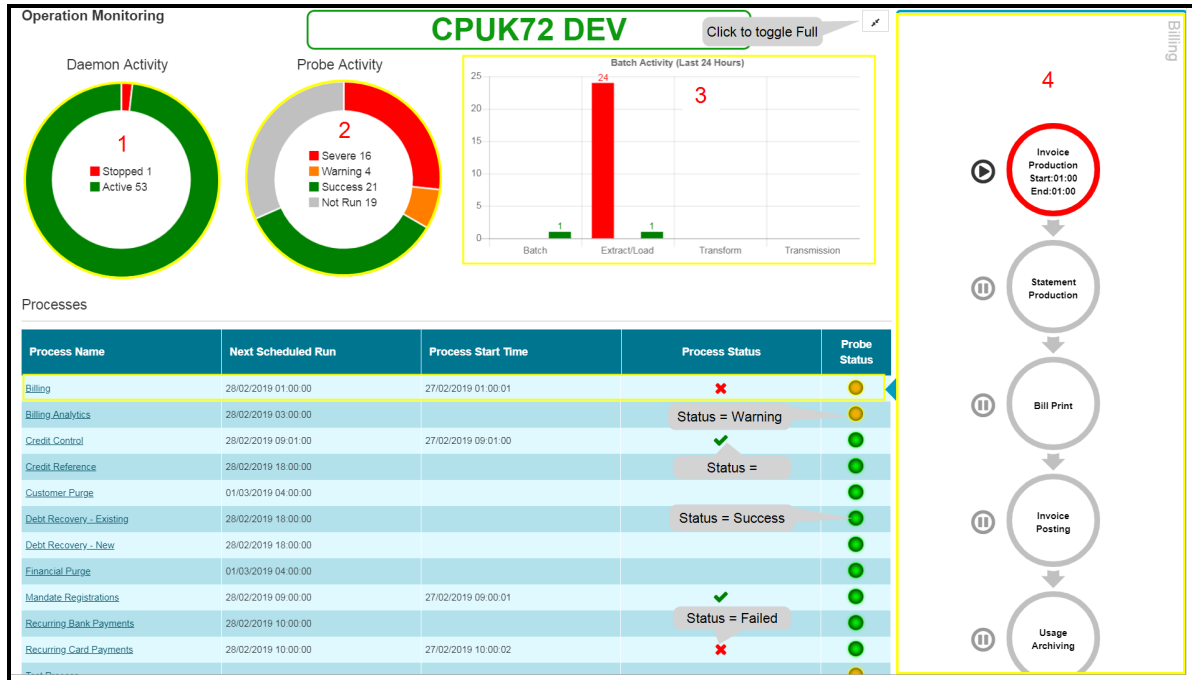 Operation Monitoring
CPUK72 DEV
Click to toggle Full
Daemon Activity
1
Stopped 1
Active 53
Probe Activity
2
Severe 16
Warning 4
Success 21
Not Run 19
Batch Activity (Last 24 Hours)
3
25
20
15
10
5
0
1
24
1
Batch
Extract/Load
Transform
Transmission
Processes
Process Name Next Scheduled Run Process Start Time Process Status Probe Status
Billing 28/02/2019 01:00:00 27/02/2019 01:00:01
Billing Analytics 28/02/2019 03:00:00
Status = Warning
Credit Control 28/02/2019 09:01:00 27/02/2019 09:01:00
Credit Reference 28/02/2019 18:00:00
Status =
Customer Purge 01/03/2019 04:00:00
Debt Recovery - Existing 28/02/2019 18:00:00
Status = Success
Debt Recovery - New 28/02/2019 18:00:00
Financial Purge 01/03/2019 04:00:00
Mandate Registrations 28/02/2019 09:00:00 27/02/2019 09:00:01
Recurring Bank Payments 28/02/2019 10:00:00
Status = Failed
Recurring Card Payments 28/02/2019 10:00:00 27/02/2019 10:00:02
Billing
4
Invoice
Production
Start:01:00
End:01:00
Statement
Production
Bill Print
Invoice
Posting
Usage
Archiving